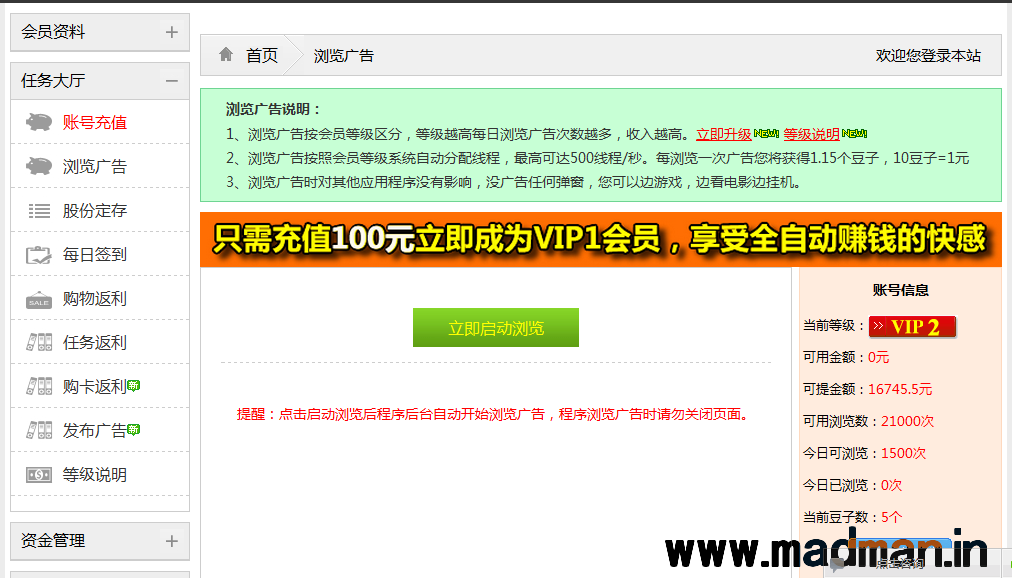 会员资料
任务大厅
账号充值
浏览广告
股份定存
每日签到
SALE
购物返利
任务返利
购卡返利新
发布广告新
$
等级说明
资金管理
首页 浏览广告 欢迎您登录本站
浏览广告说明：
1、浏览广告按会员等级区分，等级越高每日浏览广告次数越多，收入越高。立即升级NEW! 等级说明NEW!
2、浏览广告按照会员等级系统自动分配线程，最高可达500线程/秒。每浏览一次广告您将获得1.15个豆子，10豆子=1元
3、浏览广告时对其他应用程序没有影响，没广告任何弹窗，您可以边游戏，边看电影边挂机。
只需充值100元立即成为VIP1会员，享受全自动赚钱的快感
立即启动浏览
提醒：点击启动浏览后程序后台自动开始浏览广告，程序浏览广告时请勿关闭页面。
账号信息
当前等级：VIP 2
可用金额：0元
可提金额：16745.5元
可用浏览数：21000次
今日可浏览：1500次
今日已浏览：0次
当前豆子数：5个
www.madman.in
点击咨询